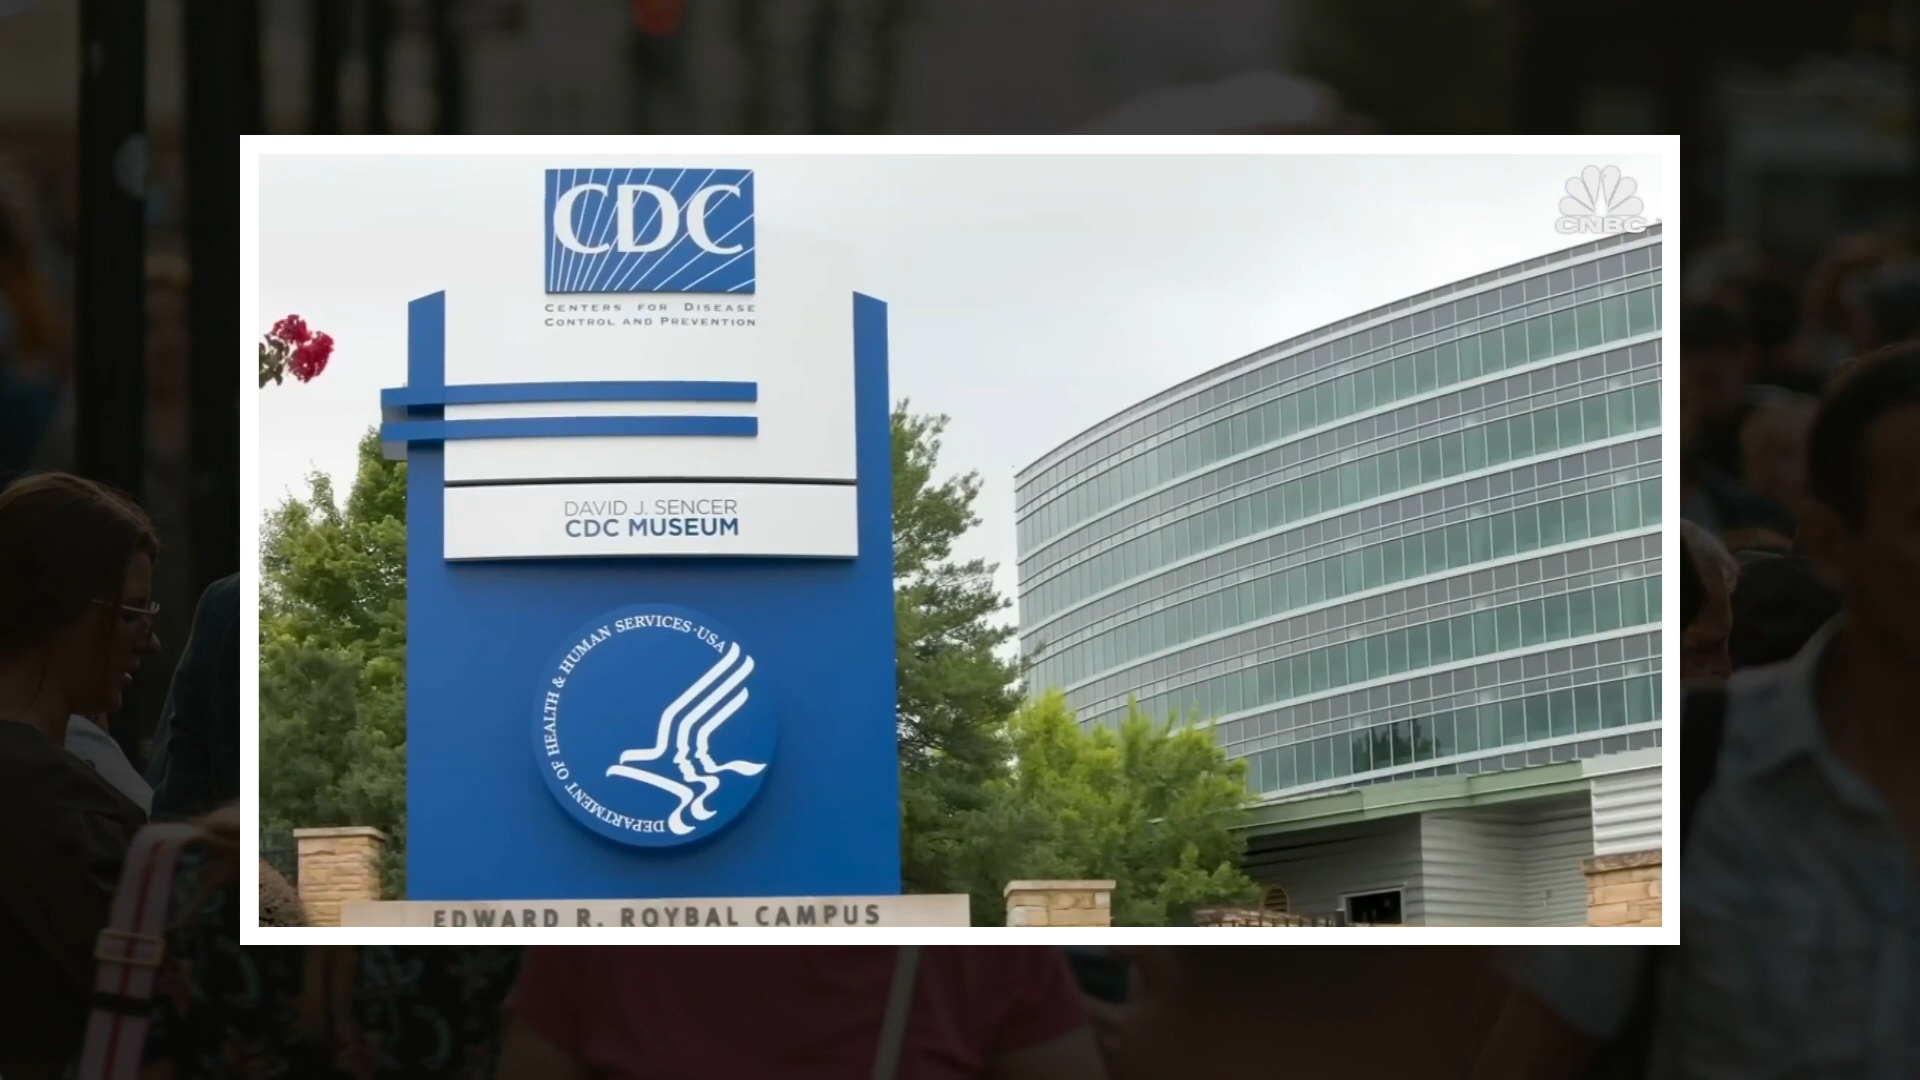 CDC
CENTERS FOR DISEASE
CONTROL AND PREVENTION
CNBC
DAVID J. SENCER
CDC MUSEUM
DEPARTMENT OF HEALTH & HUMAN SERVICES·USA
EDWARD R. ROYBAL CAMPUS